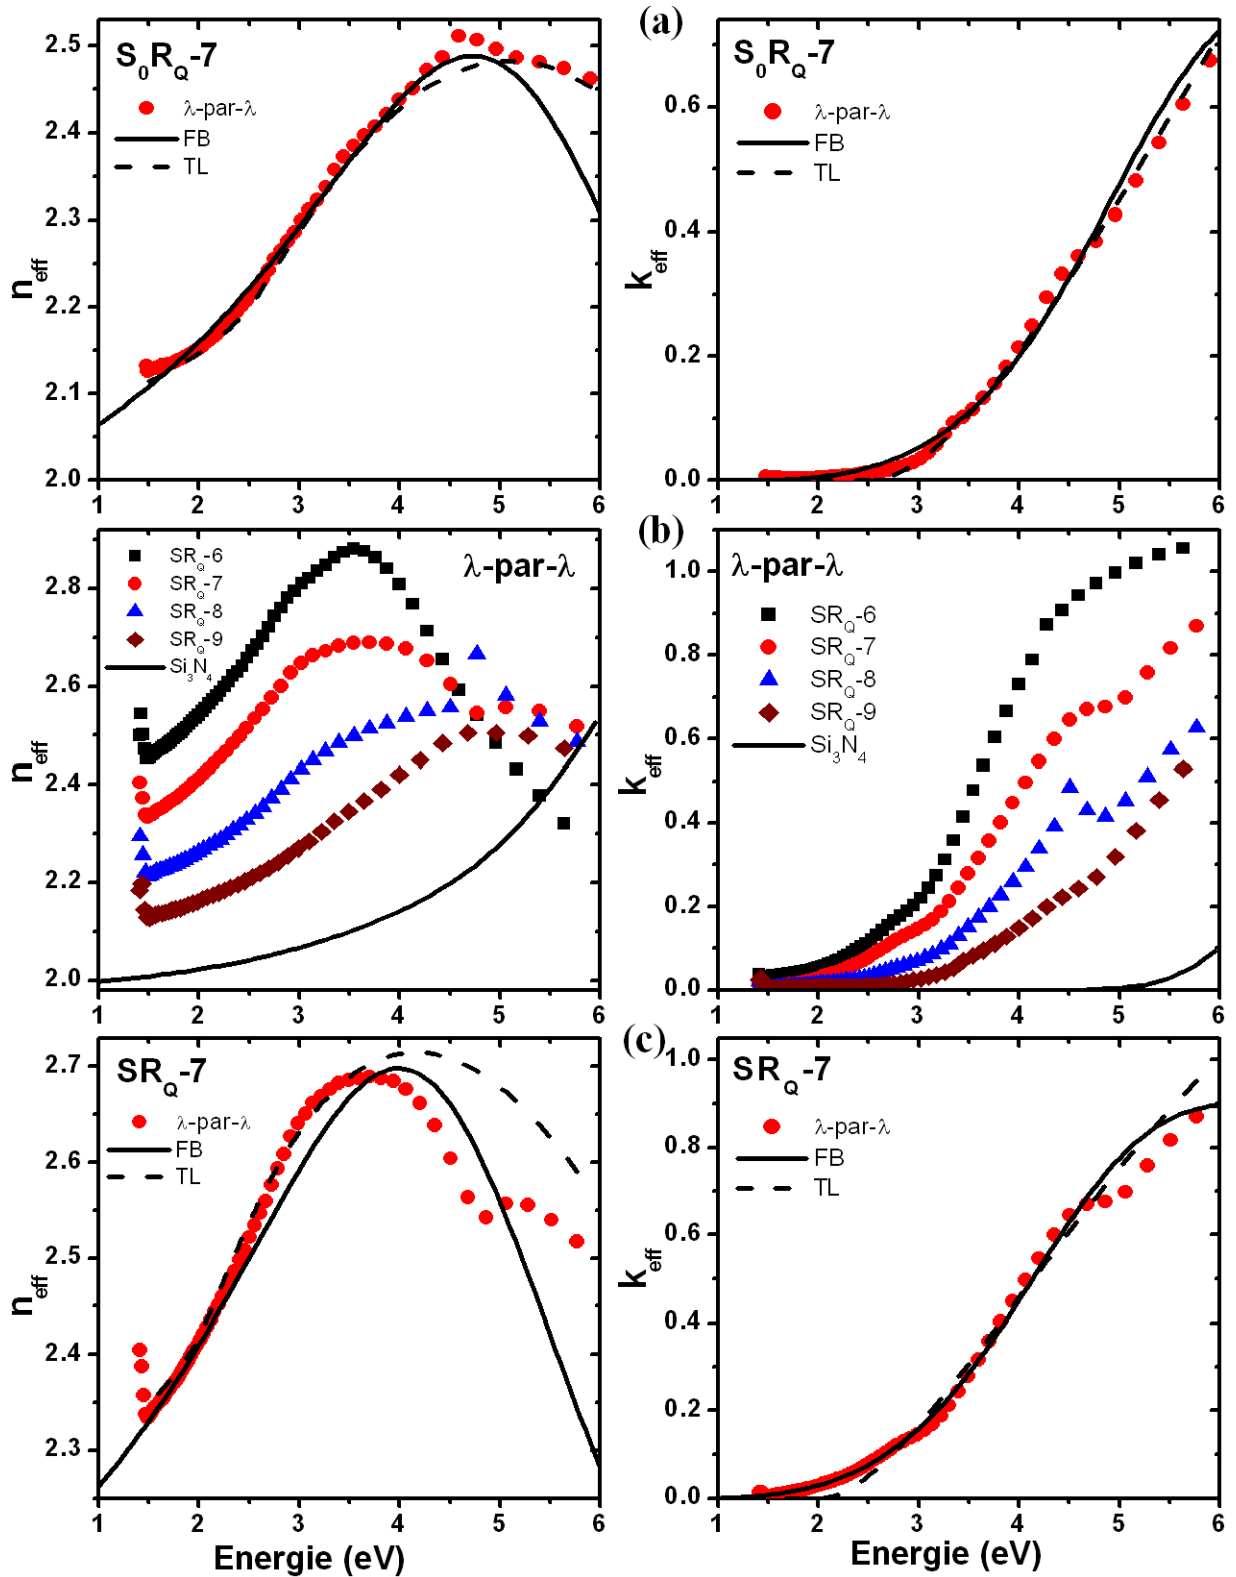 (a)
S0RQ-7
λ-par-λ
FB
TL
neff
2.5
2.4
2.3
2.2
2.1
2.0
1 2 3 4 5 6
S0RQ-7
λ-par-λ
FB
TL
keff
0.6
0.4
0.2
0.0
1 2 3 4 5 6
(b)
SRQ-6
SRQ-7
SRQ-8
SRQ-9
Si3N4
λ-par-λ
neff
2.8
2.6
2.4
2.2
2.0
1 2 3 4 5 6
λ-par-λ
SRQ-6
SRQ-7
SRQ-8
SRQ-9
Si3N4
keff
1.0
0.8
0.6
0.4
0.2
0.0
1 2 3 4 5 6
(c)
SRQ-7
λ-par-λ
FB
TL
neff
2.7
2.6
2.5
2.4
2.3
1 2 3 4 5 6
Energie (eV)
SRQ-7
λ-par-λ
FB
TL
keff
1.0
0.8
0.6
0.4
0.2
0.0
1 2 3 4 5 6
Energie (eV)